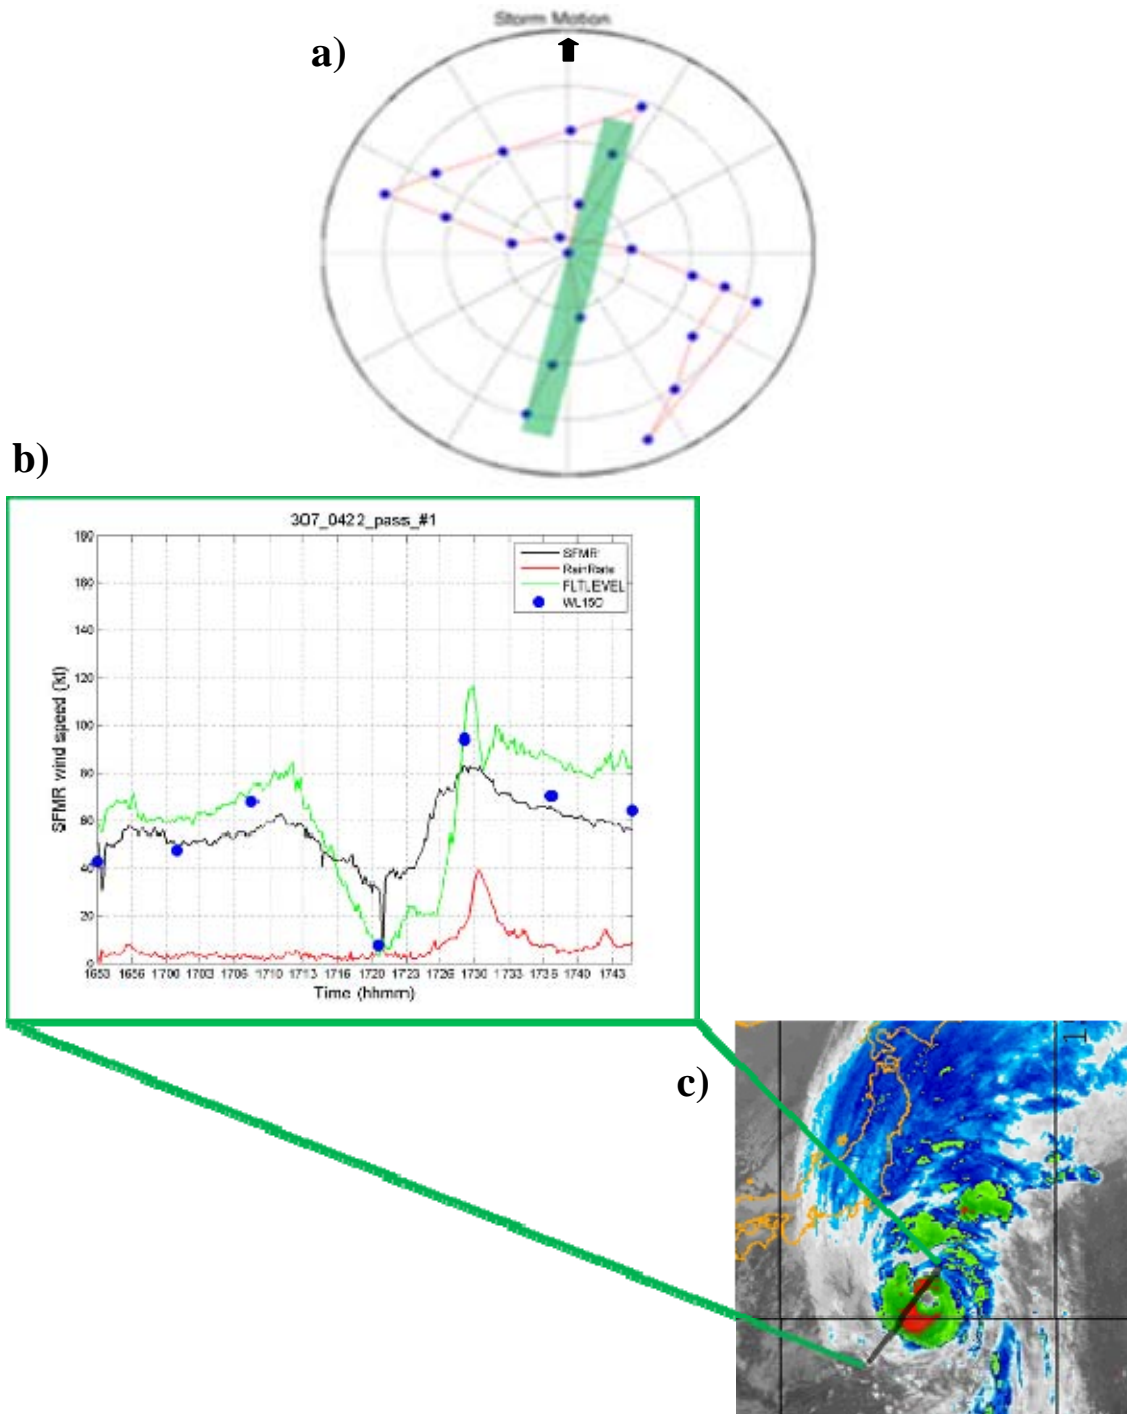 Storm Motion
a)
b)
307_0422_pass_#1
SFMR
RainRate
FLTLEVEL
WL150
SFMR wind speed (kt)
180
160
140
120
100
80
60
40
20
0
1653 1656 1700 1703 1706 1710 1713 1716 1720 1723 1726 1730 1733 1736 1740 1743
Time (hhmm)
c)